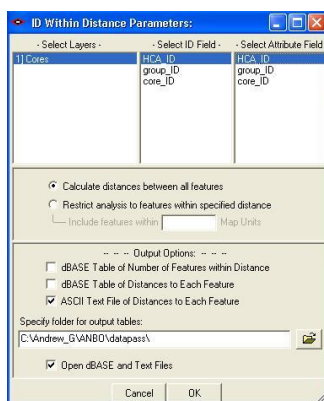 ID Within Distance Parameters:
- Select Layers - - Select ID Field - - Select Attribute Field -
1] Cores HCA_ID HCA_ID
group_ID group_ID
core_ID core_ID
Calculate distances between all features
Restrict analysis to features within specified distance
Include features within Map Units
-- -- -- Output Options: -- -- --
dBASE Table of Number of Features within Distance
dBASE Table of Distances to Each Feature
ASCII Text File of Distances to Each Feature
Specify folder for output tables:
C:\Andrew_G\ANBO\datapass\
Open dBASE and Text Files
Cancel OK